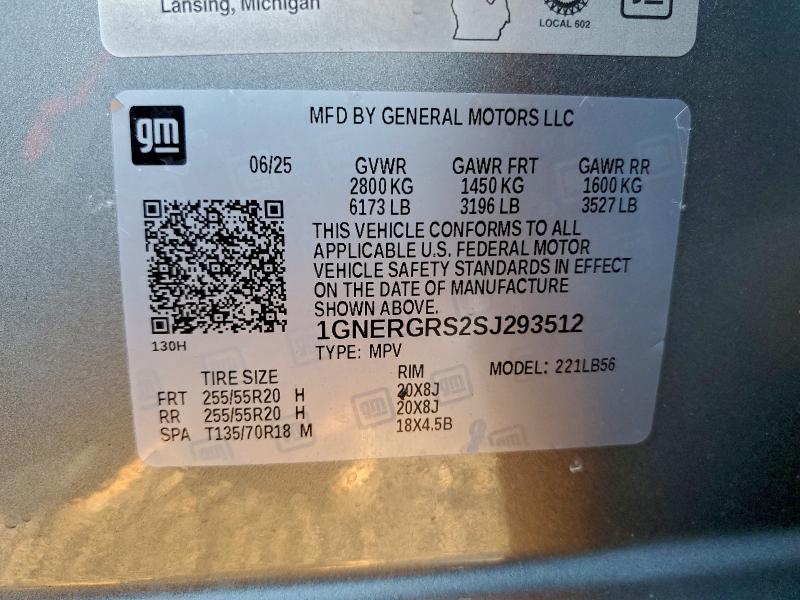 Lansing, Michigan
LOCAL 602
gm
MFD BY GENERAL MOTORS LLC
06/25 GVWR GAWR FRT GAWR RR
2800 KG 1450 KG 1600 KG
6173 LB 3196 LB 3527 LB
THIS VEHICLE CONFORMS TO ALL
APPLICABLE U.S. FEDERAL MOTOR
VEHICLE SAFETY STANDARDS IN EFFECT
ON THE DATE OF MANUFACTURE
SHOWN ABOVE.
1GNERGRS2SJ293512
130H
TYPE: MPV
MODEL: 221LB56
TIRE SIZE RIM
FRT 255/55R20 H 20X8J
RR 255/55R20 H 20X8J
SPA T135/70R18 M 18X4.5B